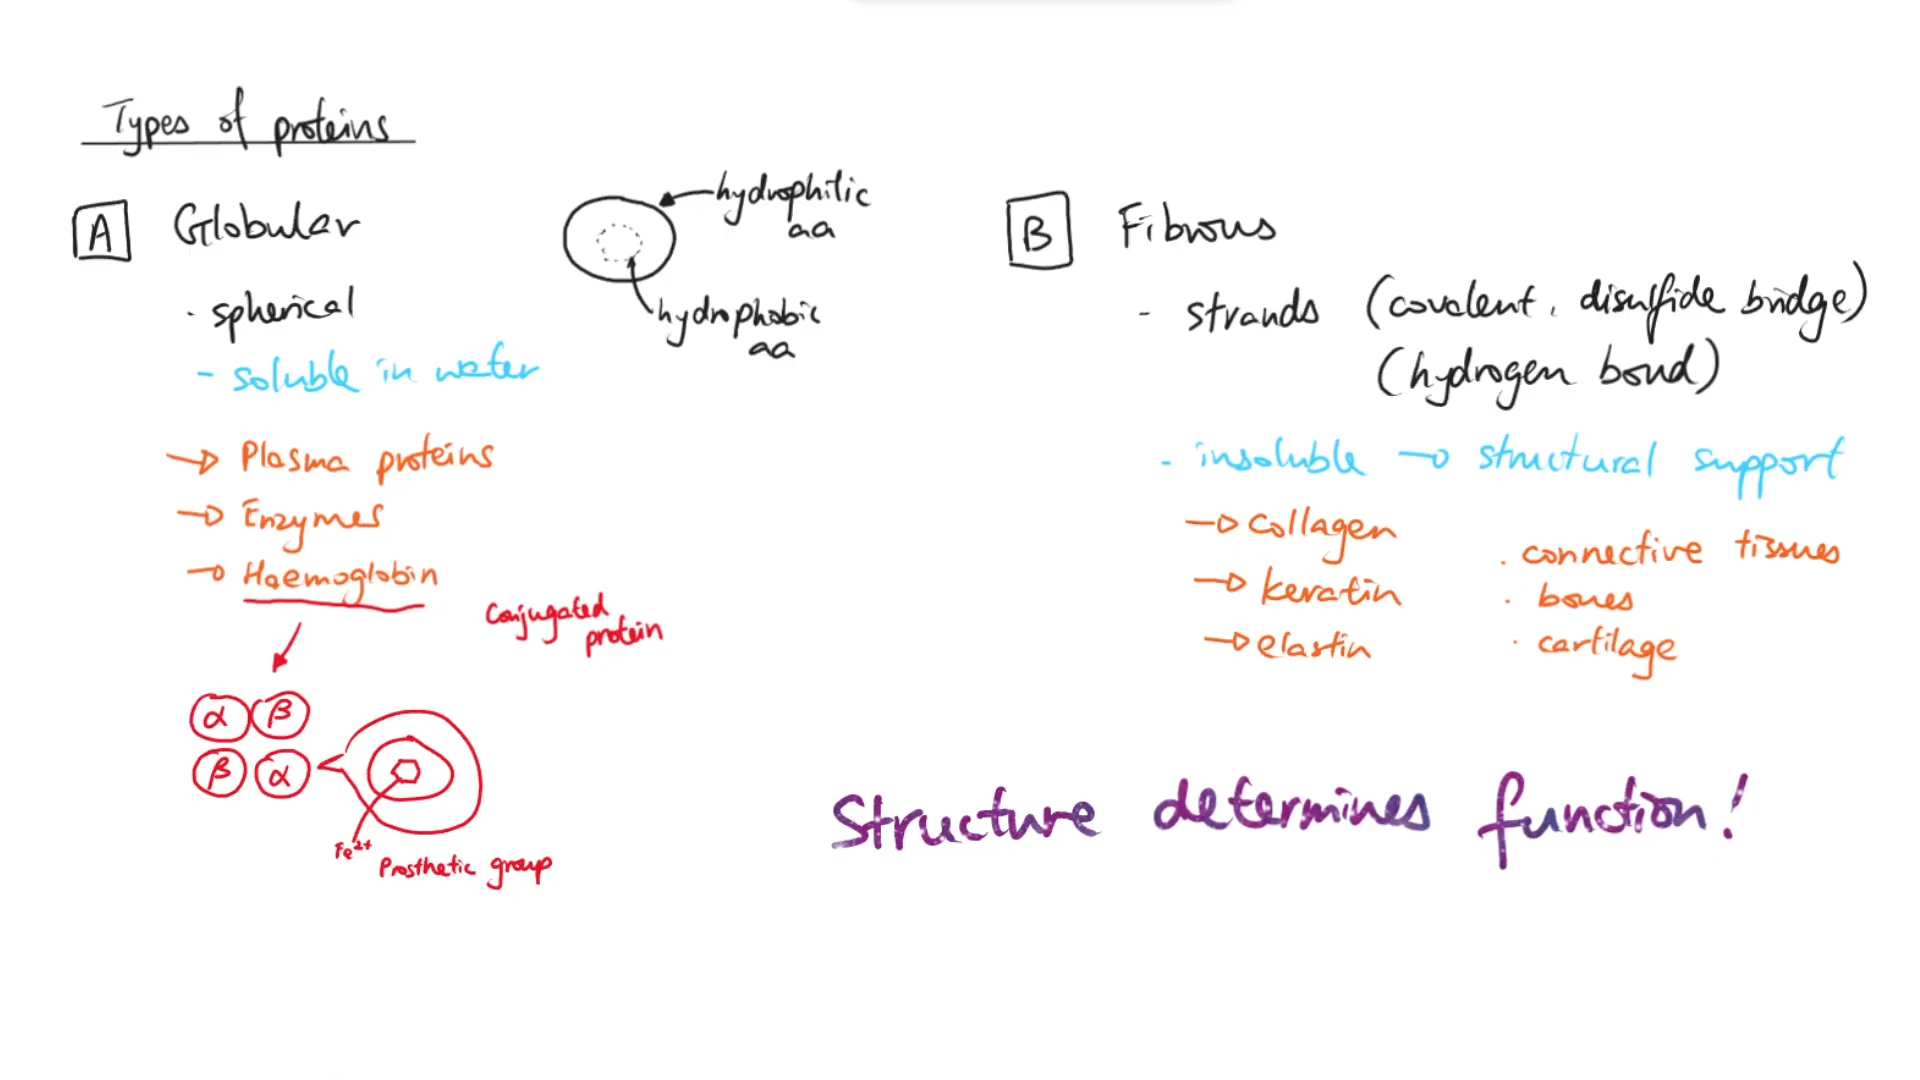 Types of proteins
A Globular
· spherical
- soluble in water
→ Plasma proteins
→ Enzymes
→ Haemoglobin
Conjugated
protein
α β
β α
Fe2+
Prosthetic group
hydrophilic
aa
hydrophobic
aa
B Fibrous
- strands (covalent, disulfide bridge)
(hydrogen bond)
- insoluble → structural support
→ collagen
→ keratin
→ elastin
· connective tissues
· bones
· cartilage
Structure determines function!